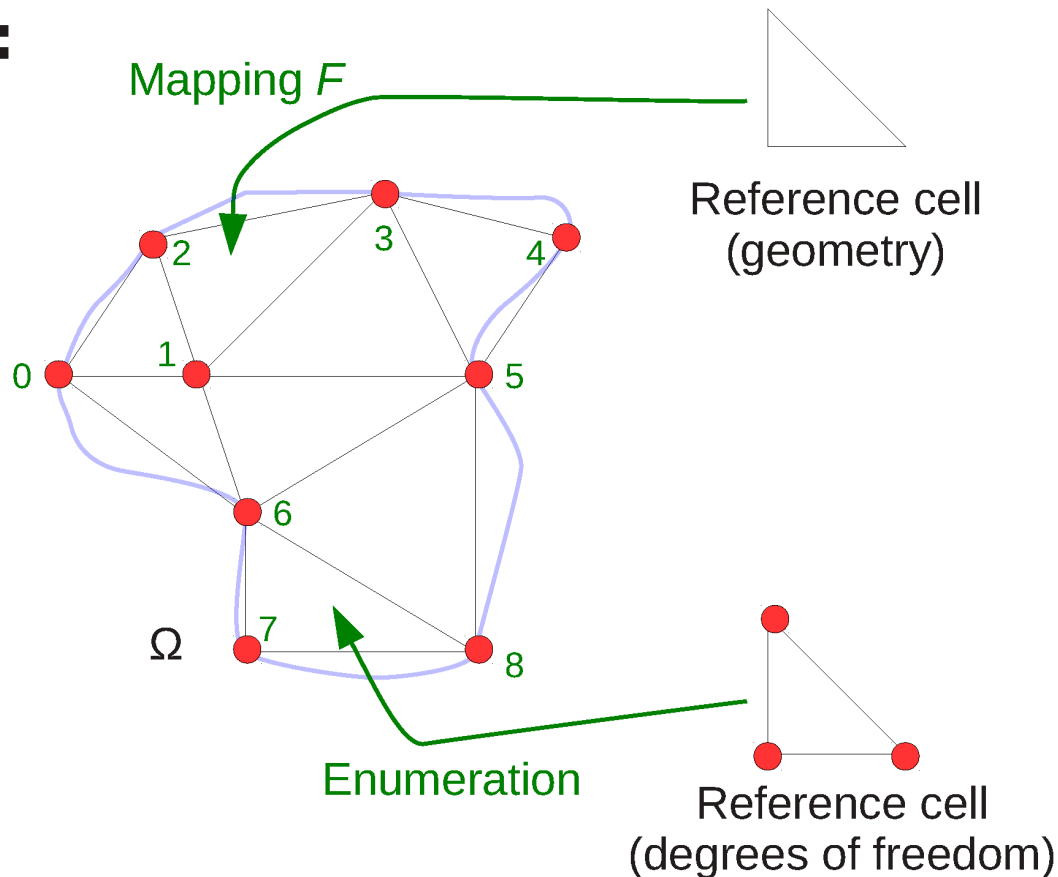 :
Mapping F
Reference cell
(geometry)
2
3
4
1
0
5
6
7
Ω
8
Enumeration
Reference cell
(degrees of freedom)